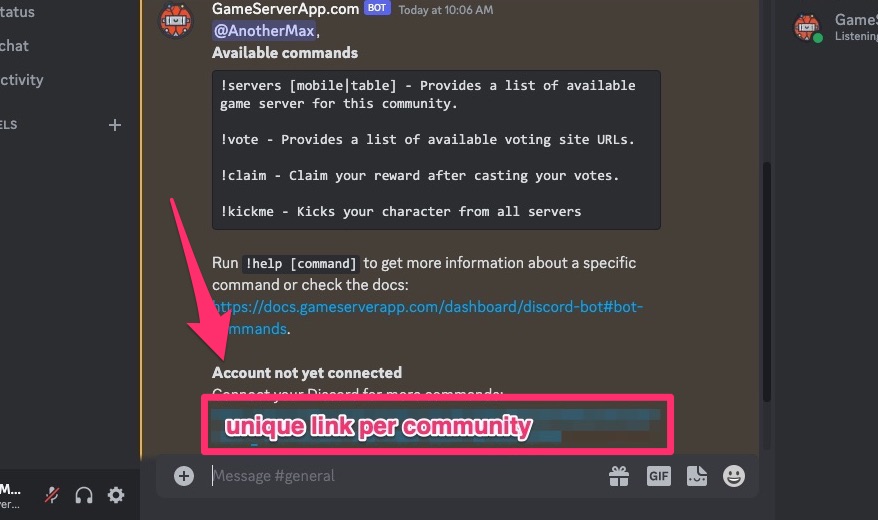 GameServerApp.com BOT Today at 10:06 AM
@AnotherMax,
Available commands
!servers [mobile|table] - Provides a list of available
game server for this community.
!vote - Provides a list of available voting site URLs.
!claim - Claim your reward after casting your votes.
!kickme - Kicks your character from all servers
Run !help [command] to get more information about a specific
command or check the docs:
https://docs.gameserverapp.com/dashboard/discord-bot#bot-
mmands.
Account not yet connected
Connect your Discord for more commands:
unique link per community
Message #general
GIF
tatus
chat
ctivity
ELS
M...
er...
GameS
Listening